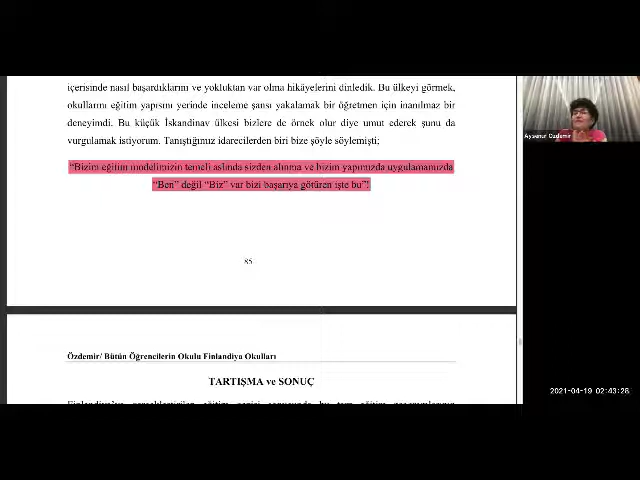 içerisinde nasıl başardıklarını ve yokluktan var olma hikâyelerini dinledik. Bu ülkeyi görmek,
okullarını eğitim yapısını yerinde inceleme şansı yakalamak bir öğretmen için inanılmaz bir
deneyimdi. Bu küçük İskandinav ülkesi bizlere de örnek olur diye umut ederek şunu da
vurgulamak istiyorum. Tanıştığımız idarecilerden biri bize şöyle söylemişti;
“Bizim eğitim modelimizin temeli aslında sizden alınma ve bizim yapımızda uygulamamızda
“Ben” değil “Biz” var bizi başarıya götüren işte bu”!
85
Özdemir/ Bütün Öğrencilerin Okulu Finlandiya Okulları
TARTIŞMA ve SONUÇ
Aysenur Ozdemir
2021-04-19 02:43:28